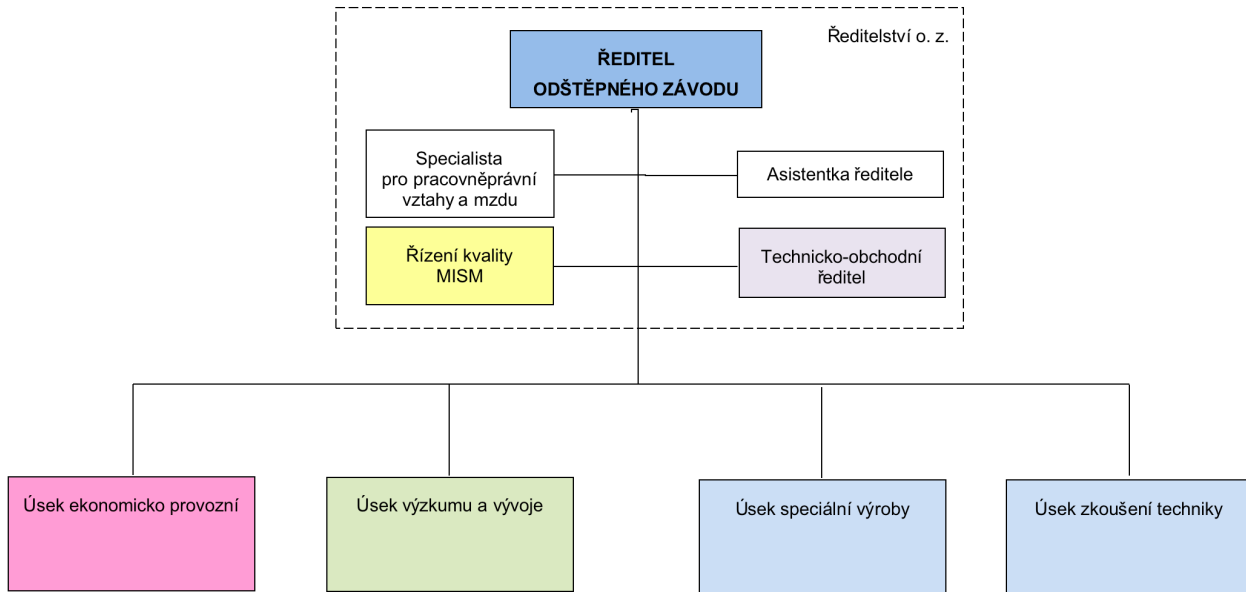 Ředitelství o. z.
ŘEDITEL
ODŠTĚPNÉHO ZÁVODU
Specialista
pro pracovněprávní
vztahy a mzdu
Asistentka ředitele
Řízení kvality
MISM
Technicko-obchodní
ředitel
Úsek ekonomicko provozní
Úsek výzkumu a vývoje
Úsek speciální výroby
Úsek zkoušení techniky